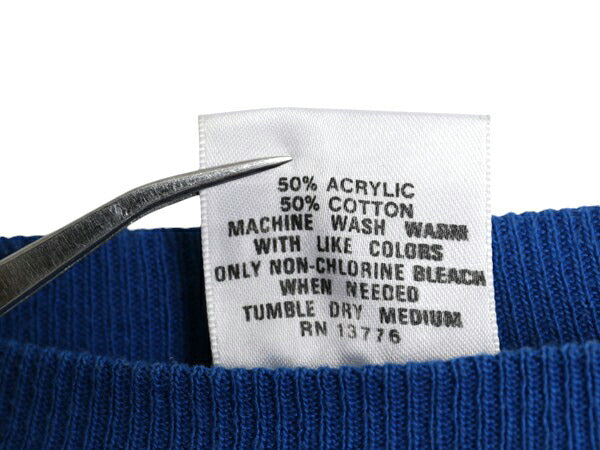 50% ACRYLIC
50% COTTON
MACHINE WASH WARM
WITH LIKE COLORS
ONLY NON-CHLORINE BLEACH
WHEN NEEDED
TUMBLE DRY MEDIUM
RN 13776